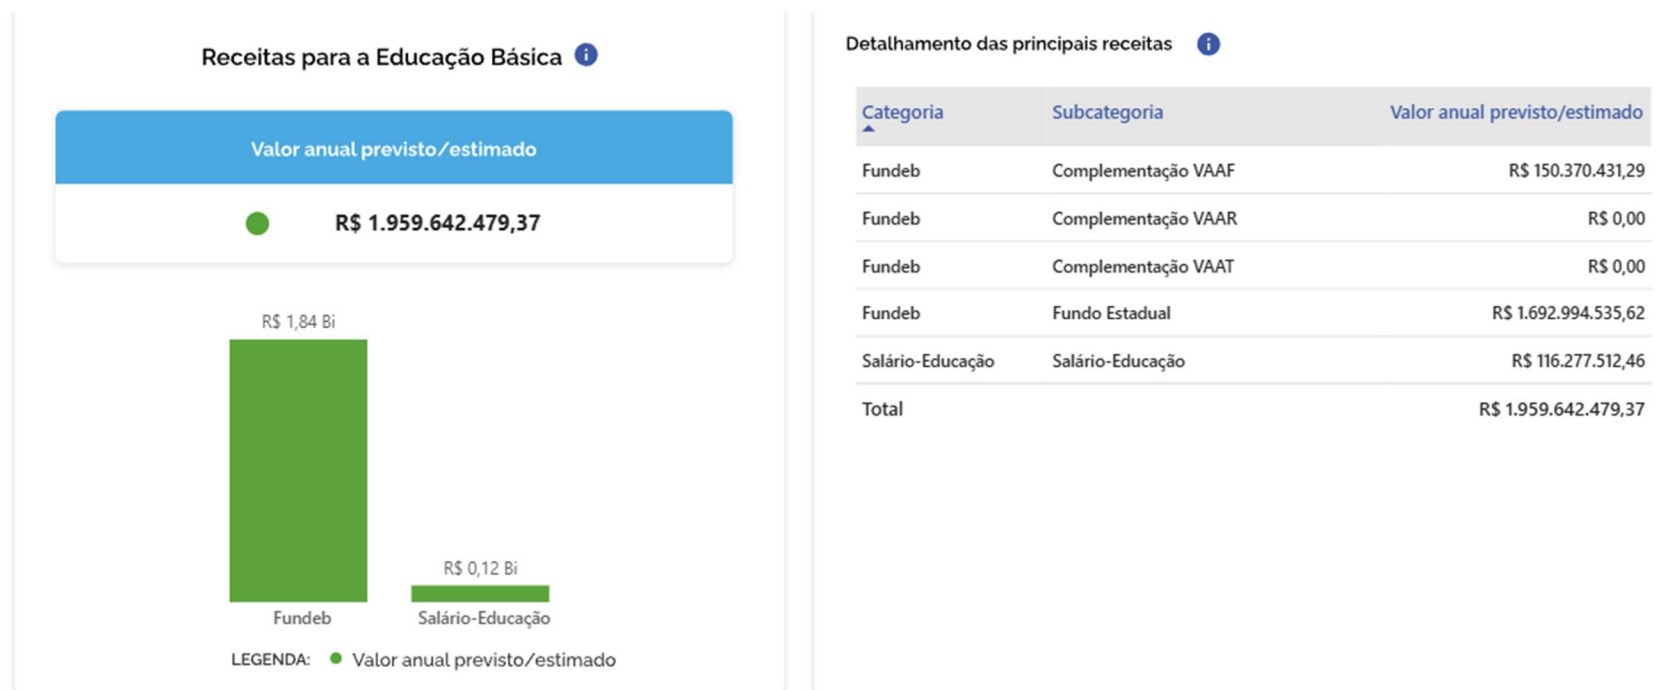 Receitas para a Educação Básica
Valor anual previsto/estimado
R$ 1.959.642.479,37
R$ 1,84 Bi
R$ 0,12 Bi
Fundeb Salário-Educação
LEGENDA: Valor anual previsto/estimado
Detalhamento das principais receitas
Categoria Subcategoria Valor anual previsto/estimado
Fundeb Complementação VAAF R$ 150.370.431,29
Fundeb Complementação VAAR R$ 0,00
Fundeb Complementação VAAT R$ 0,00
Fundeb Fundo Estadual R$ 1.692.994.535,62
Salário-Educação Salário-Educação R$ 116.277.512,46
Total R$ 1.959.642.479,37